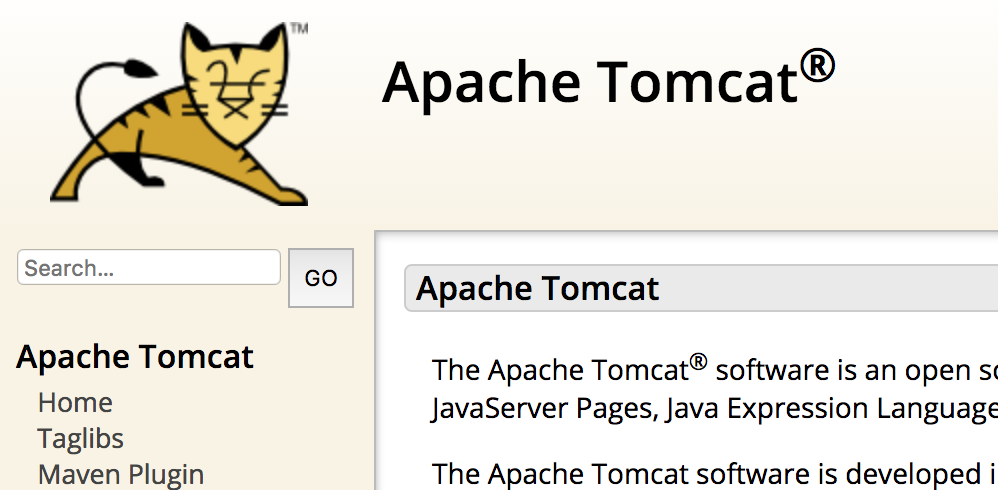 TM
Apache Tomcat®
Search...
GO
Apache Tomcat
Home
Taglibs
Maven Plugin
Apache Tomcat
The Apache Tomcat® software is an open
JavaServer Pages, Java Expression Language
The Apache Tomcat software is developed